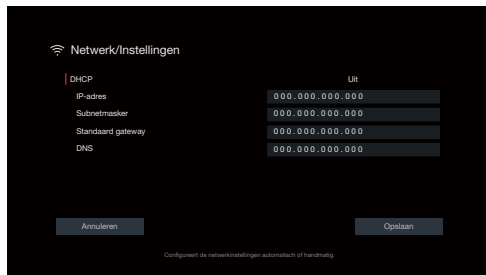 Netwerk/Instellingen
DHCP Uit
IP-adres 000.000.000.000
Subnetmasker 000.000.000.000
Standaard gateway 000.000.000.000
DNS 000.000.000.000
Annuleren Opslaan
Configureert de netwerkinstellingen automatisch of handmatig.